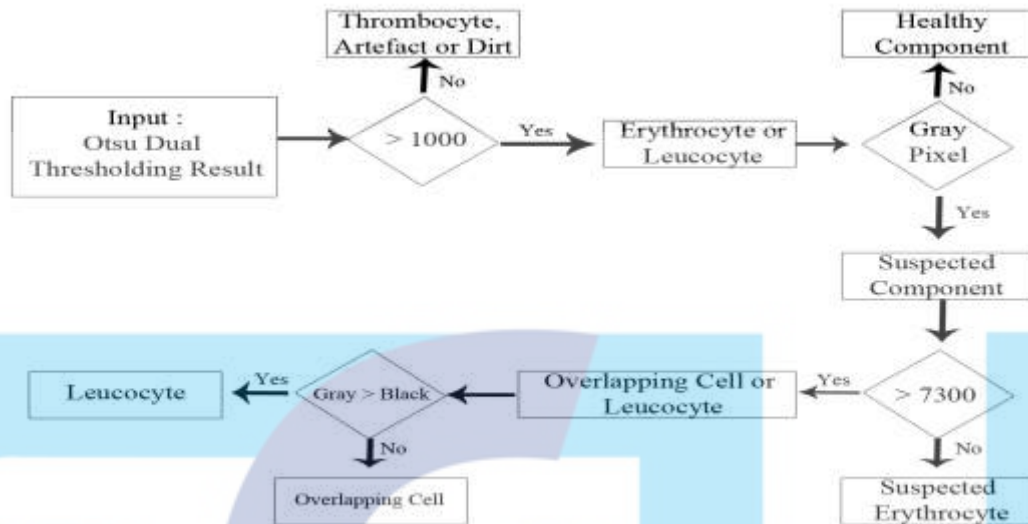 Thrombocyte,
Artefact or Dirt
No
Healthy
Component
No
Input :
Otsu Dual
Thresholding Result
> 1000
Yes
Erythrocyte or
Leucocyte
Gray
Pixel
Yes
Suspected
Component
Leucocyte
Yes
Gray > Black
Overlapping Cell or
Leucocyte
Yes
> 7300
No
Overlapping Cell
No
Suspected
Erythrocyte